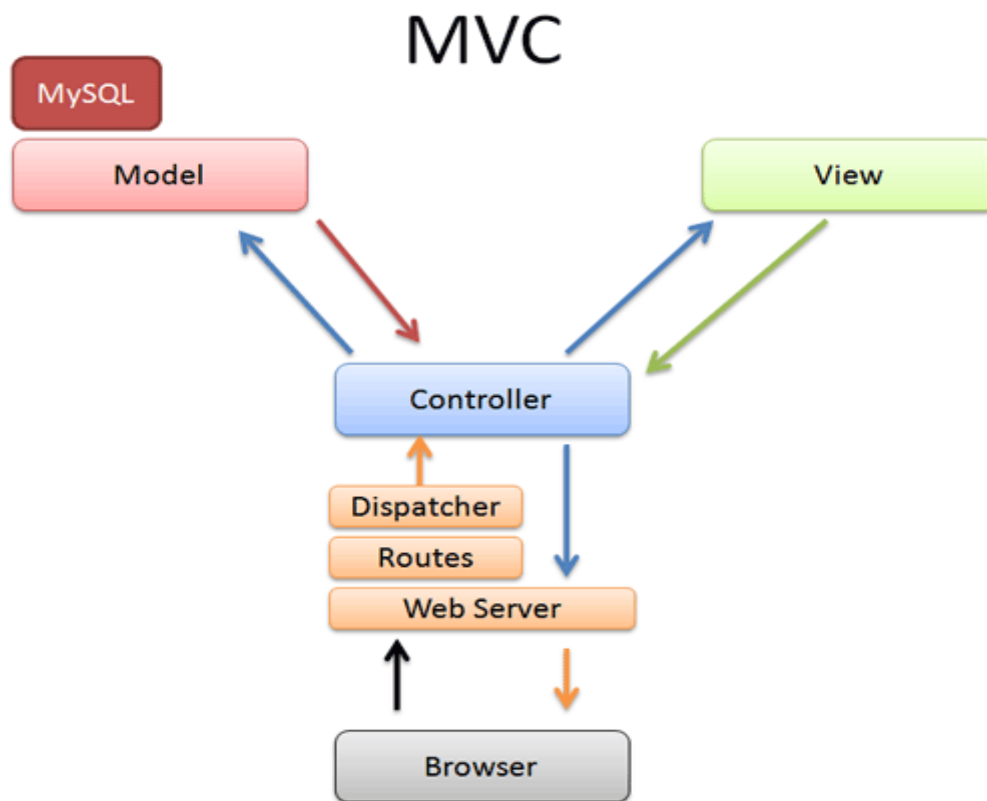 MVC
MySQL
Model
View
Controller
Dispatcher
Routes
Web Server
Browser